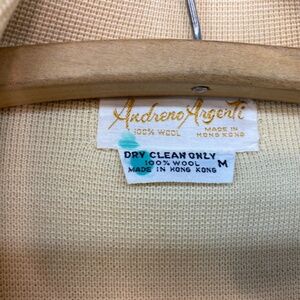 Andreno Argenti
100% WOOL MADE IN HONG KONG
DRY CLEAN ONLY
100% WOOL M
MADE IN HONG KONG